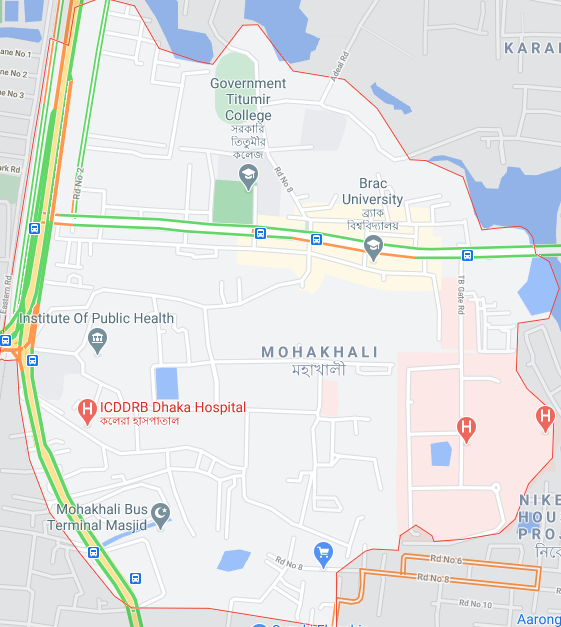 KARAI
ane No 1
ane No 2
ne No 3
Adeal Rd
Government
Titumir
College
সরকারি
তিতুমীর
কলেজ
Rd No 8
ark Rd
Rd No 2
Brac
University
ব্র্যাক
বিশ্ববিদ্যালয়
Eastern Rd
TB Gate Rd
Institute Of Public Health
MOHAKHALI
মহাখালী
H
ICDDRB Dhaka Hospital
কলেরা হাসপাতাল
H
H
Mohakhali Bus
Terminal Masjid
NIKE
HOU
PROJ
নিকে
Rd No 8
Rd No.6
Rd No.8
Rd No.10
Aarong